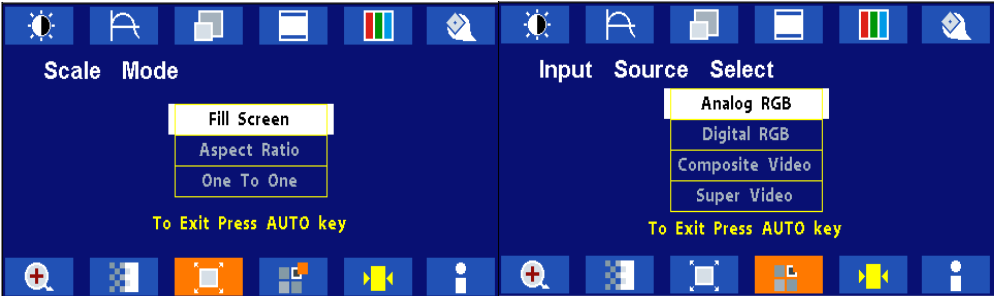 Scale Mode
Fill Screen
Aspect Ratio
One To One
To Exit Press AUTO key
Input Source Select
Analog RGB
Digital RGB
Composite Video
Super Video
To Exit Press AUTO key